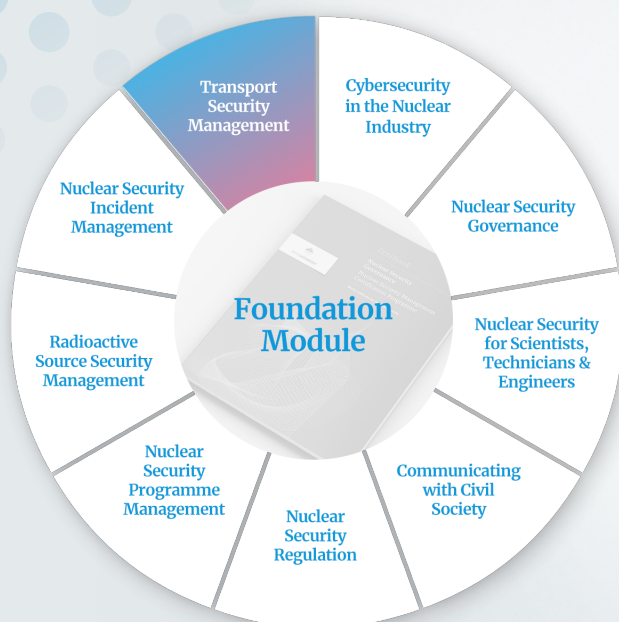 Transport
Security
Management
Cybersecurity
in the Nuclear
Industry
Nuclear Security
Governance
Nuclear Security
for Scientists,
Technicians &
Engineers
Communicating
with Civil
Society
Nuclear
Security
Regulation
Nuclear
Security
Programme
Management
Radioactive
Source Security
Management
Nuclear Security
Incident
Management
Foundation
Module